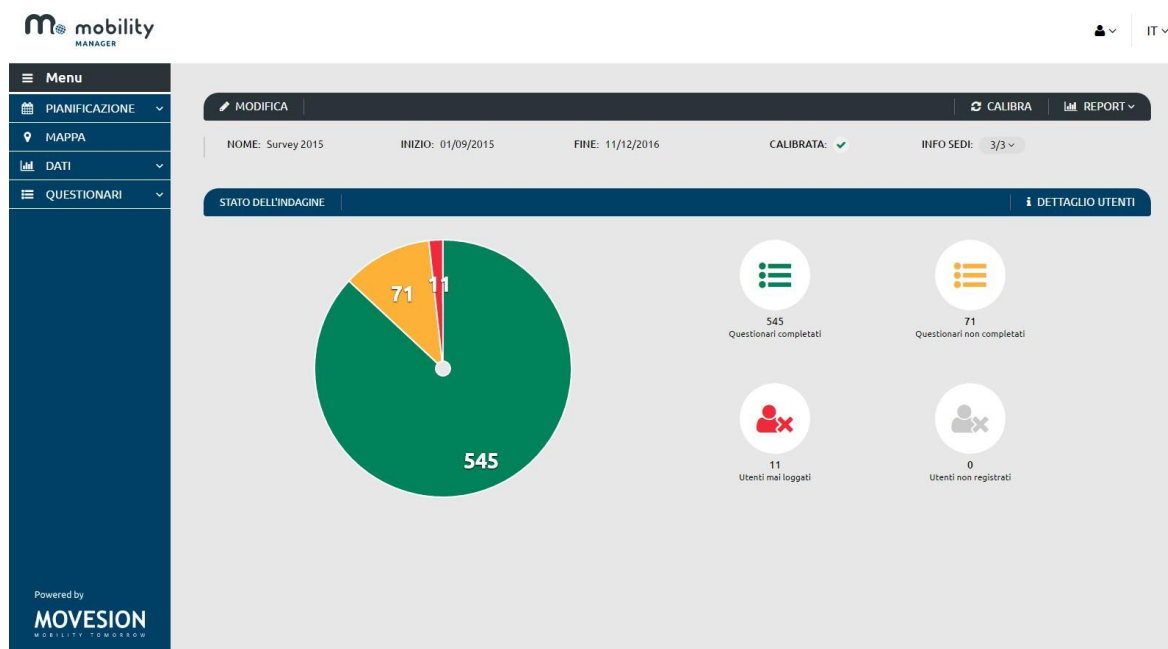 mobility
MANAGER
IT
Menu
PIANIFICAZIONE
MAPPA
DATI
QUESTIONARI
MODIFICA
CALIBRA
REPORT
NOME: Survey 2015
INIZIO: 01/09/2015
FINE: 11/12/2016
CALIBRATA:
INFO SEDI: 3/3
STATO DELL'INDAGINE
DETTAGLIO UTENTI
71
11
545
545
Questionari completati
71
Questionari non completati
11
Utenti mai loggati
0
Utenti non registrati
Powered by
MOVESION
MOBILITY TOMORROW